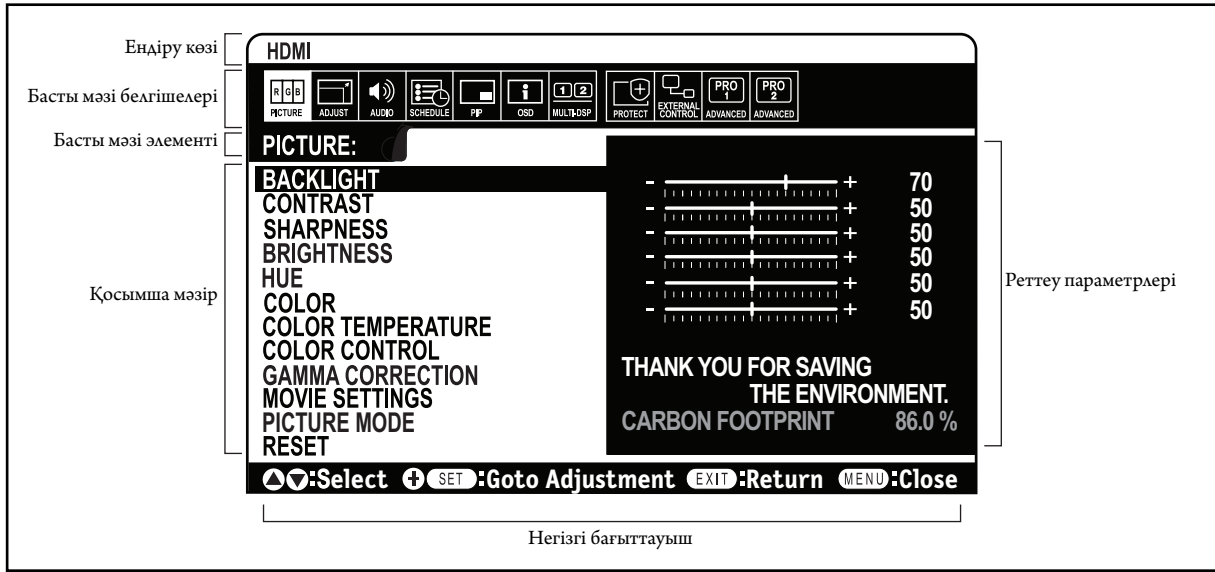 Ендіру көзі
HDMI
Басты мәзі белгішелері
R G B
PICTURE
ADJUST
AUDIO
SCHEDULE
PIP
OSD
1 2
MULTI-DSP
PROTECT
EXTERNAL
CONTROL
PRO
1
ADVANCED
PRO
2
ADVANCED
Басты мәзі элементі
PICTURE:
Қосымша мәзір
BACKLIGHT - + 70
CONTRAST - + 50
SHARPNESS - + 50
BRIGHTNESS - + 50
HUE - + 50
COLOR - + 50
COLOR TEMPERATURE
COLOR CONTROL
GAMMA CORRECTION
MOVIE SETTINGS
PICTURE MODE
RESET
THANK YOU FOR SAVING
THE ENVIRONMENT.
CARBON FOOTPRINT 86.0 %
Реттеу параметрлері
:Select + SET :Goto Adjustment EXIT :Return MENU :Close
Негізгі бағыттауыш